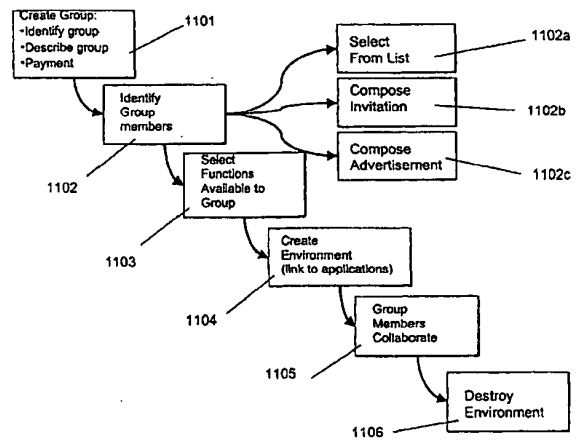 Create Group:
•Identify group
•Describe group
•Payment
1101
Select
From List
1102a
Identify
Group
members
1102
Compose
Invitation
1102b
Compose
Advertisement
1102c
Select
Functions
Available to
Group
1103
Create
Environment
(link to applications)
1104
Group
Members
Collaborate
1105
Destroy
Environment
1106